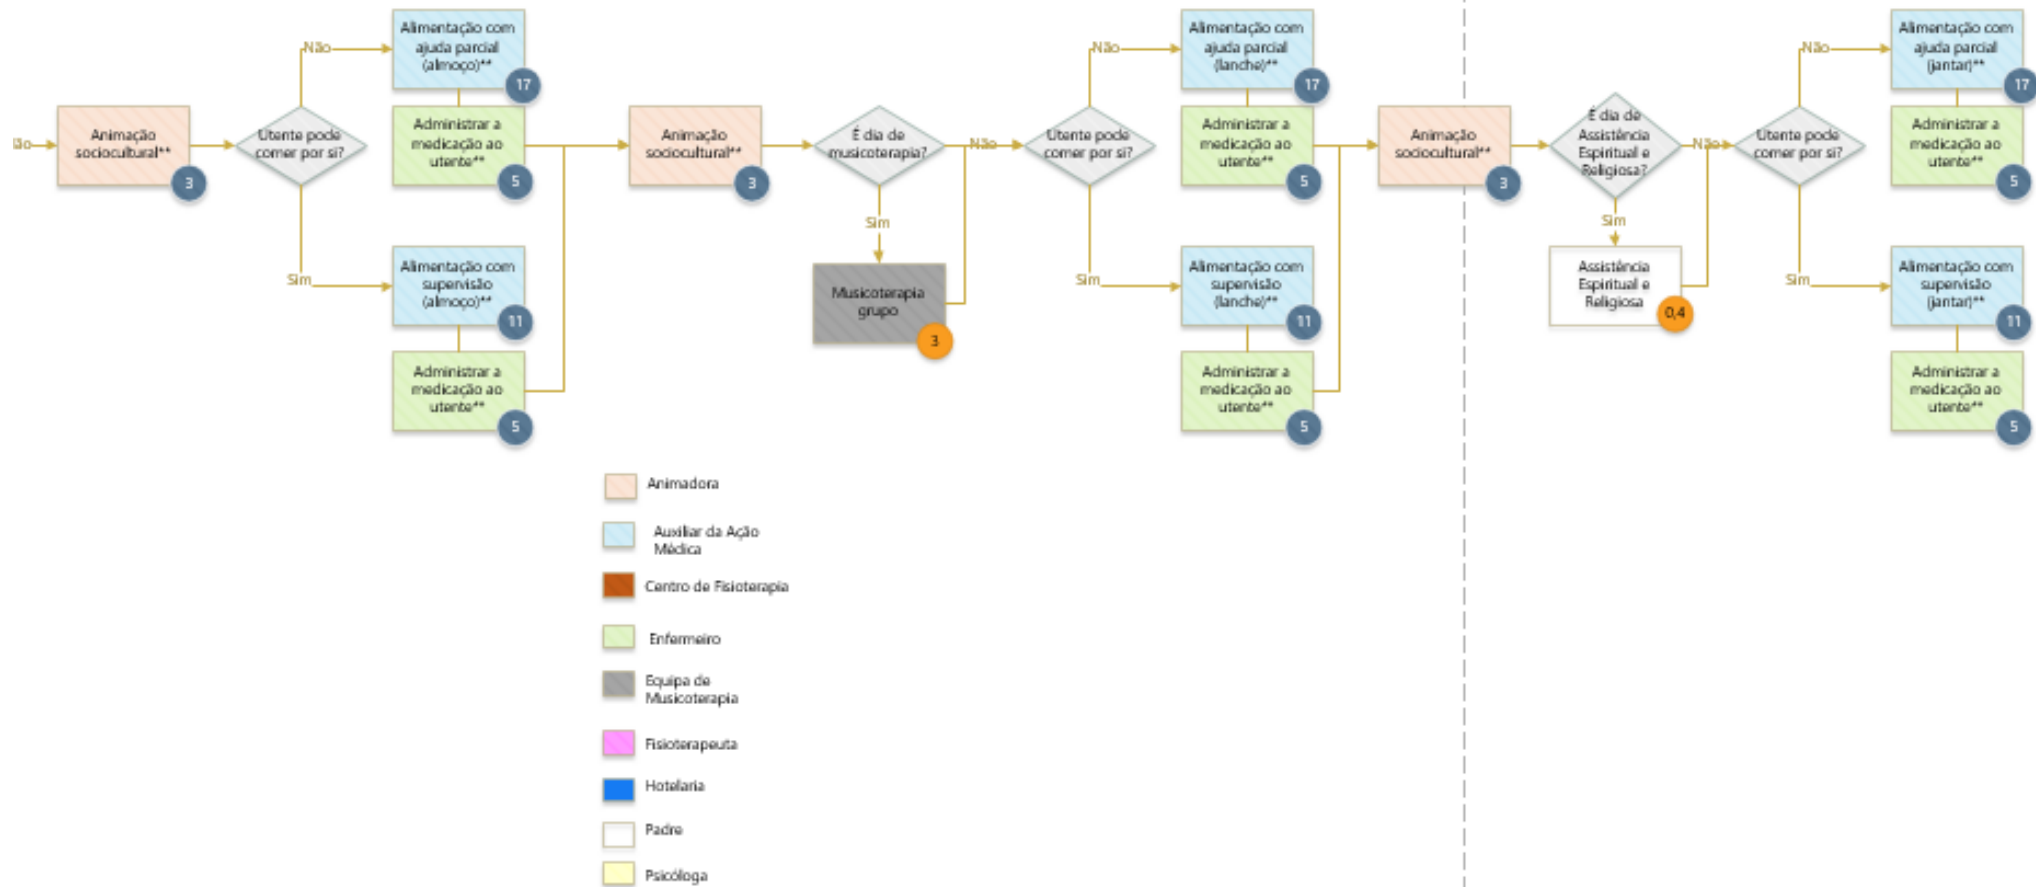 ão
Animação
sociocultural**
3
Utente pode
comer por si?
Não
Alimentação com
ajuda parcial
(almoço)**
17
Administrar a
medicação ao
utente**
5
Sim
Alimentação com
supervisão
(almoço)**
11
Administrar a
medicação ao
utente**
5
Animação
sociocultural**
3
É dia de
musicoterapia?
Não
Sim
Musicoterapia
grupo
3
Utente pode
comer por si?
Não
Alimentação com
ajuda parcial
(lanche)**
17
Administrar a
medicação ao
utente**
5
Sim
Alimentação com
supervisão
(lanche)**
11
Administrar a
medicação ao
utente**
5
Animação
sociocultural**
3
É dia de
Assistência
Espiritual e
Religiosa?
Não
Sim
Assistência
Espiritual e
Religiosa
0,4
Utente pode
comer por si?
Não
Alimentação com
ajuda parcial
(jantar)**
17
Administrar a
medicação ao
utente**
5
Sim
Alimentação com
supervisão
(jantar)**
11
Administrar a
medicação ao
utente**
5
Animadora
Auxiliar da Ação
Médica
Centro de Fisioterapia
Enfermeiro
Equipa de
Musicoterapia
Fisioterapeuta
Hotelaria
Padre
Psicóloga